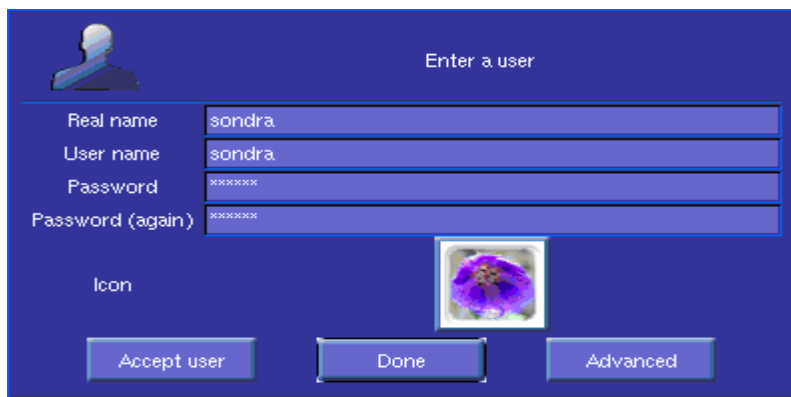 Enter a user
Real name sondra
User name sondra
Password ******
Password (again) ******
Icon
Accept user Done Advanced